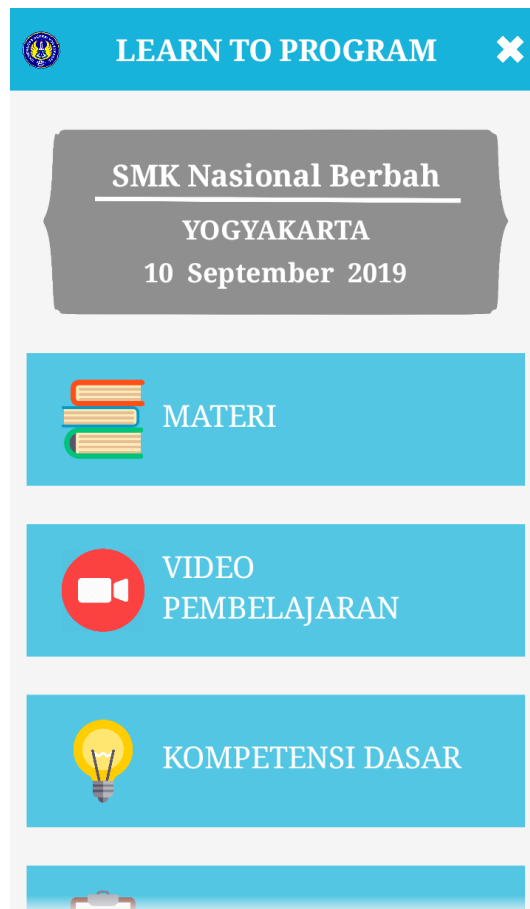 LEARN TO PROGRAM
SMK Nasional Berbah
YOGYAKARTA
10 September 2019
MATERI
VIDEO
PEMBELAJARAN
KOMPETENSI DASAR